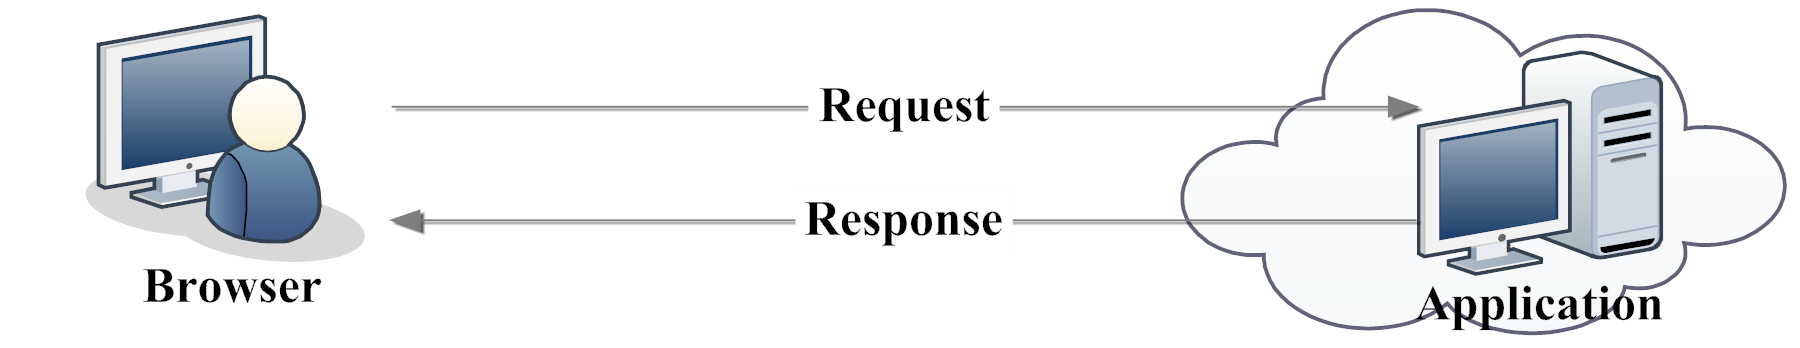 Request
Response
Browser
Application